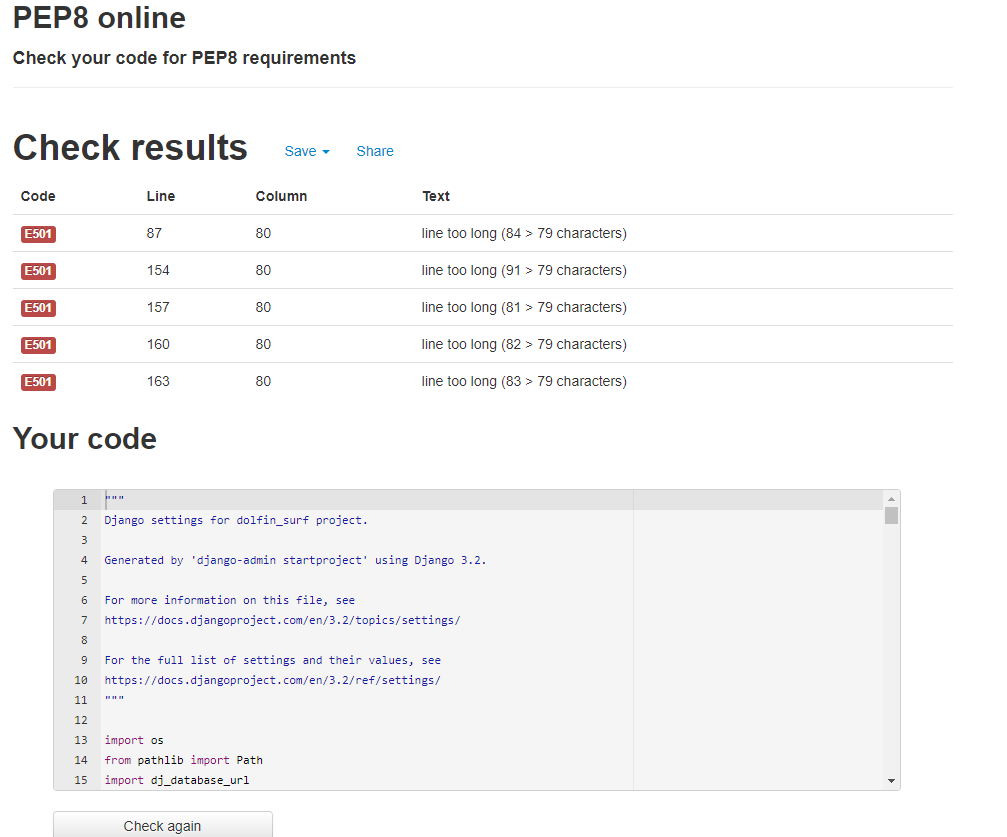 PEP8 online
Check your code for PEP8 requirements
Check results Save Share
Code Line Column Text
E501 87 80 line too long (84 > 79 characters)
E501 154 80 line too long (91 > 79 characters)
E501 157 80 line too long (81 > 79 characters)
E501 160 80 line too long (82 > 79 characters)
E501 163 80 line too long (83 > 79 characters)
Your code
1 """
2 Django settings for dolfin_surf project.
3
4 Generated by 'django-admin startproject' using Django 3.2.
5
6 For more information on this file, see
7 https://docs.djangoproject.com/en/3.2/topics/settings/
8
9 For the full list of settings and their values, see
10 https://docs.djangoproject.com/en/3.2/ref/settings/
11 """
12
13 import os
14 from pathlib import Path
15 import dj_database_url
Check again